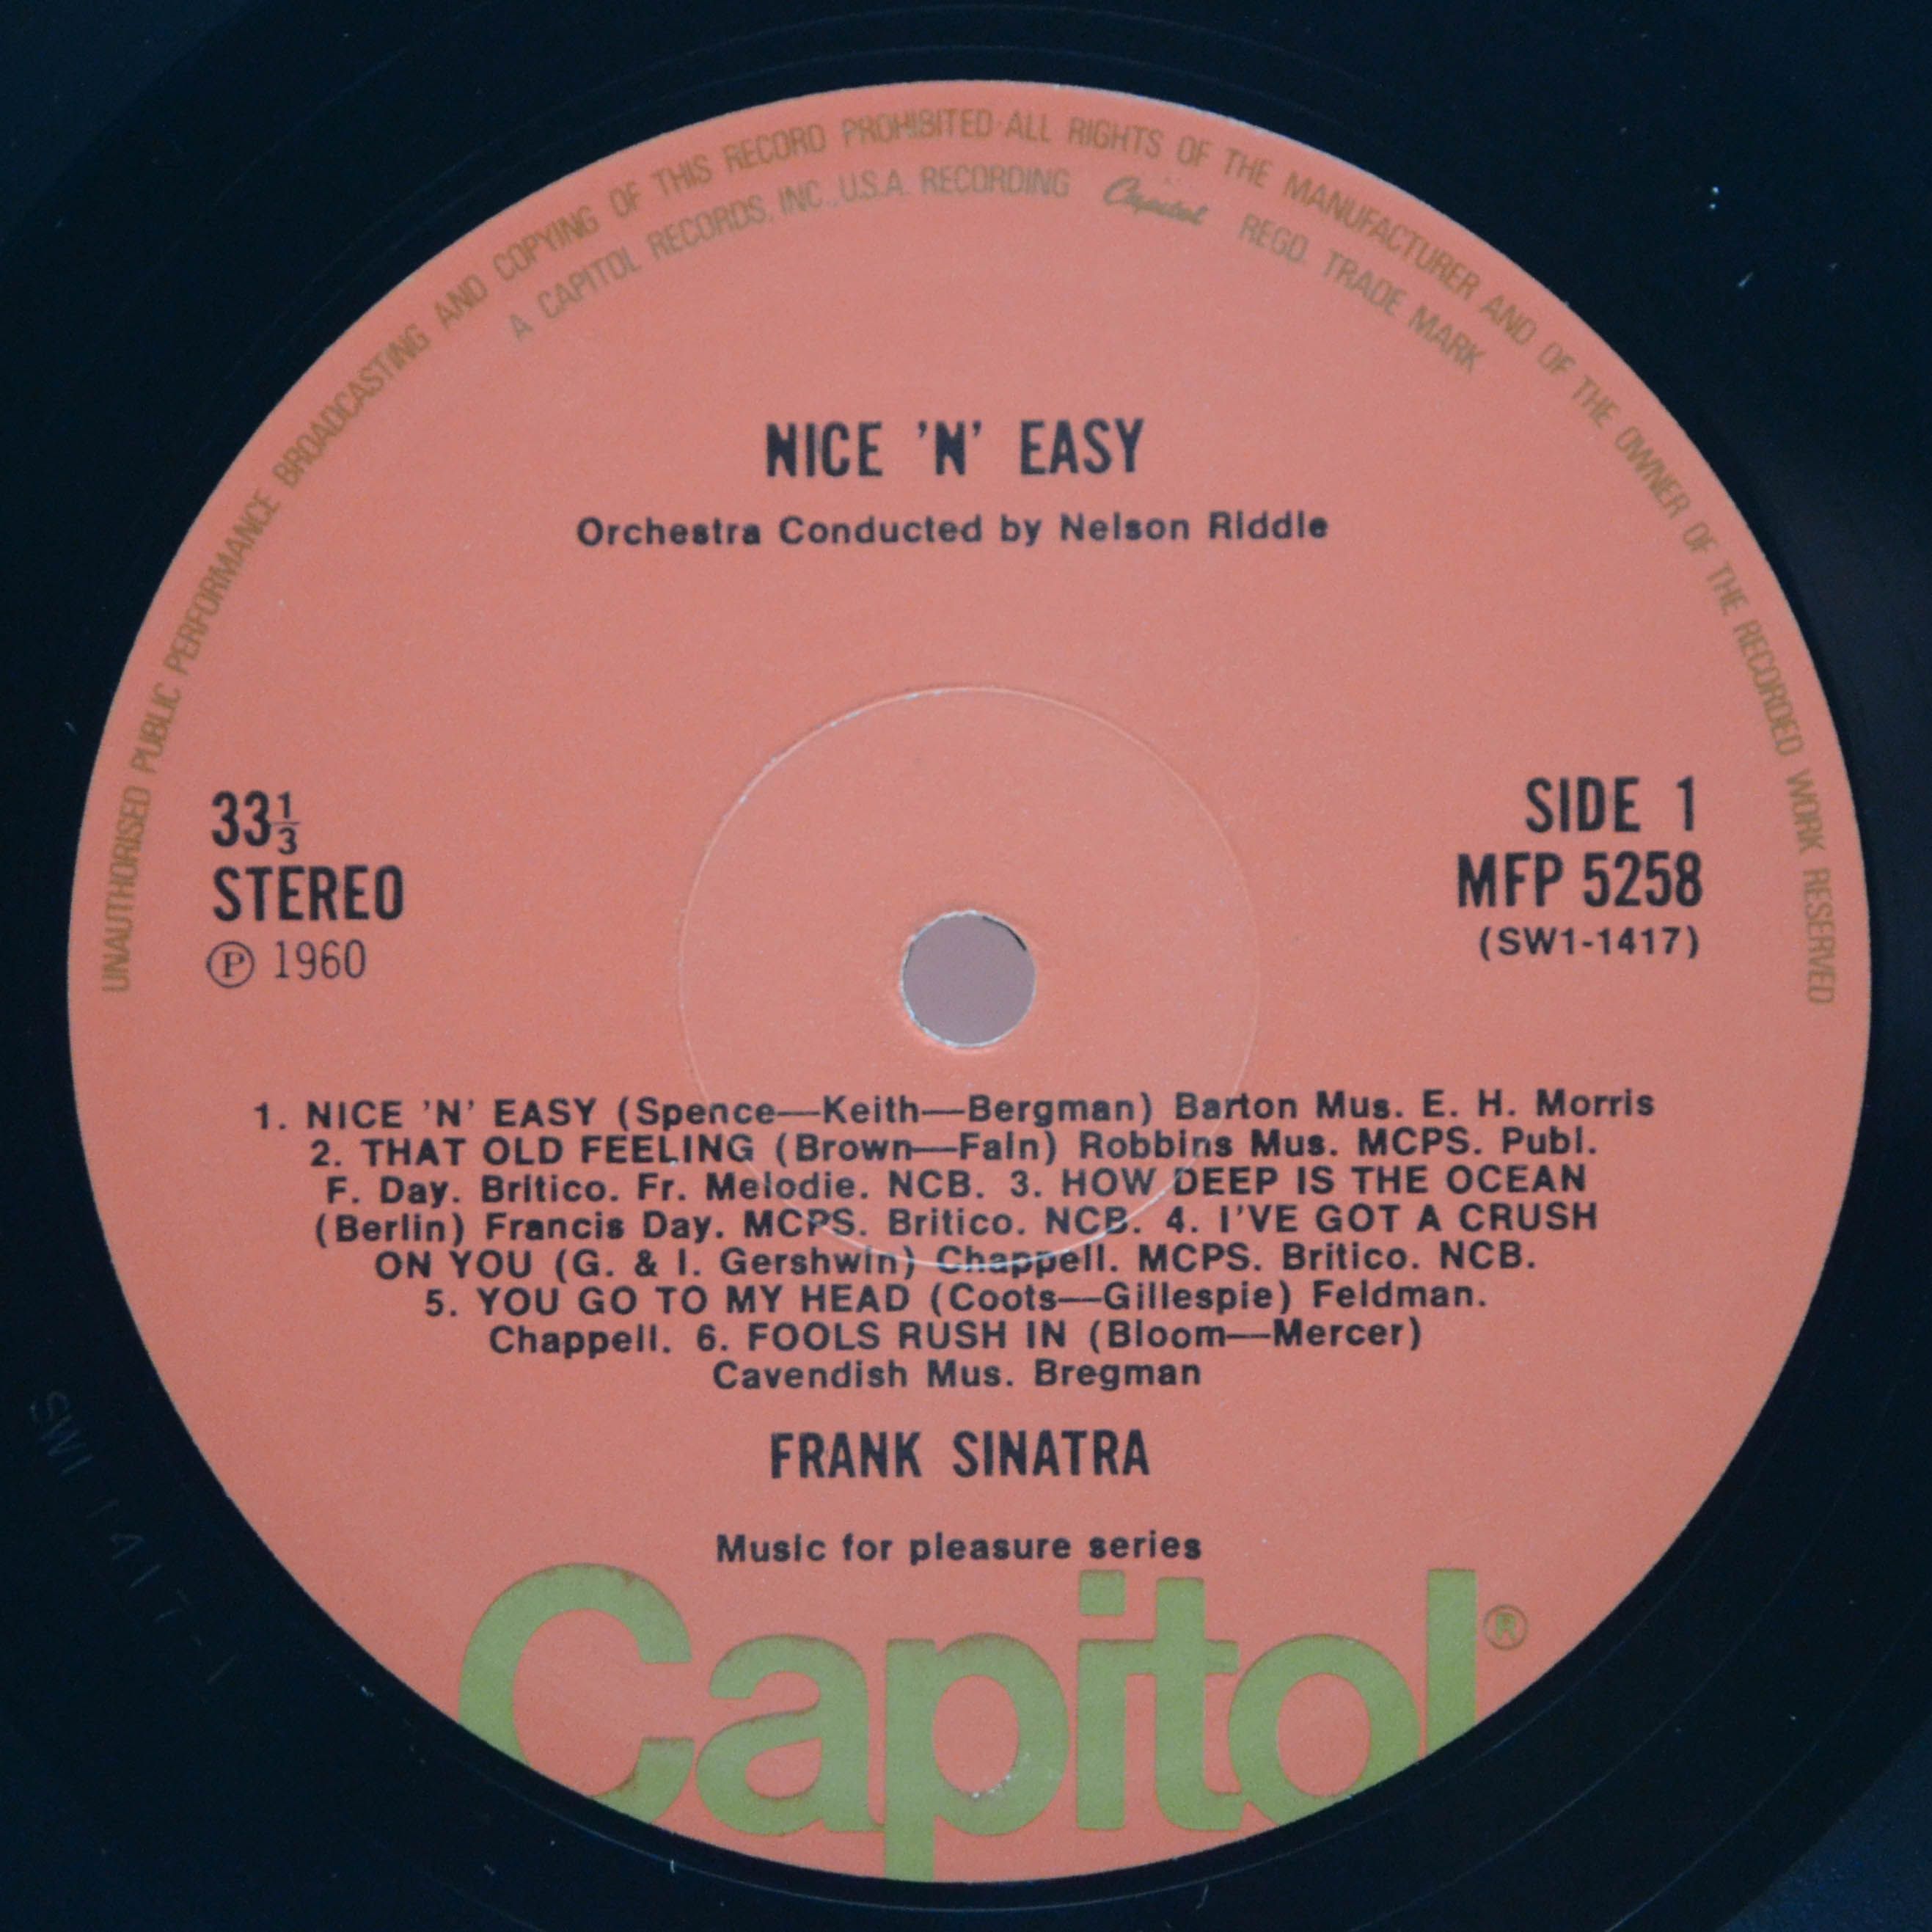 UNAUTHORISED PUBLIC PERFORMANCE BROADCASTING AND COPYING OF THIS RECORD PROHIBITED·ALL RIGHTS OF THE MANUFACTURER AND OF THE OWNER OF THE RECORDED WORK RESERVED
A CAPITOL RECORDS, INC., U.S.A. RECORDING Capitol REGD. TRADE MARK
NICE 'N' EASY
Orchestra Conducted by Nelson Riddle
33⅓
STEREO
℗ 1960
SIDE 1
MFP 5258
(SW1-1417)
1. NICE 'N' EASY (Spence—Keith—Bergman) Barton Mus. E. H. Morris
2. THAT OLD FEELING (Brown—Fain) Robbins Mus. MCPS. Publ.
F. Day. Britico. Fr. Melodie. NCB. 3. HOW DEEP IS THE OCEAN
(Berlin) Francis Day. MCPS. Britico. NCB. 4. I'VE GOT A CRUSH
ON YOU (G. & I. Gershwin) Chappell. MCPS. Britico. NCB.
5. YOU GO TO MY HEAD (Coots—Gillespie) Feldman.
Chappell. 6. FOOLS RUSH IN (Bloom—Mercer)
Cavendish Mus. Bregman
FRANK SINATRA
Music for pleasure series
Capitol®